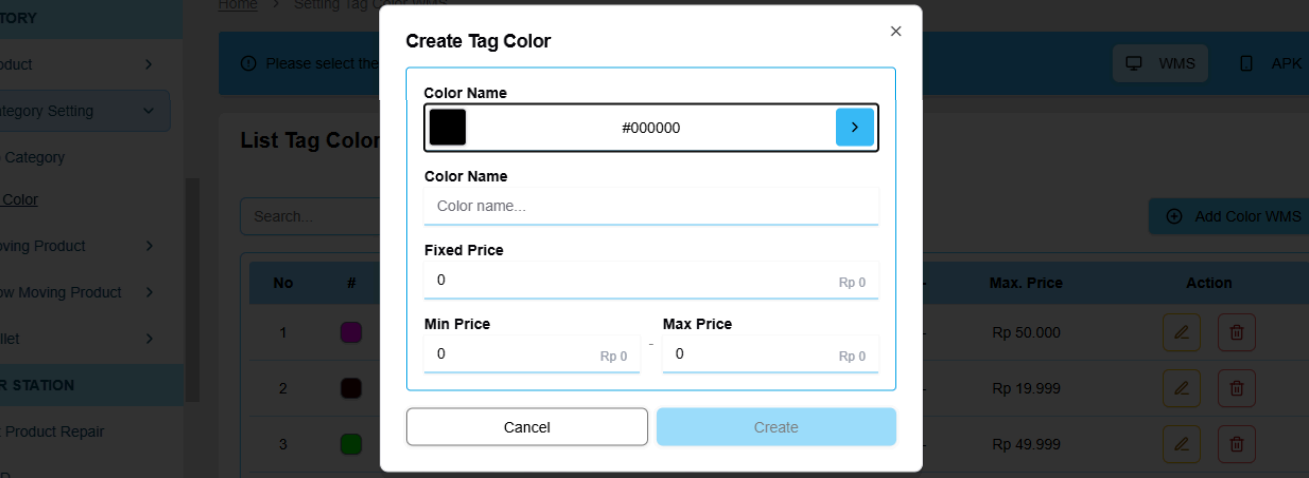 TORY
Home > Setting Tag Color WMS
Create Tag Color
oduct
Please select the
WMS
APK
Color Name
#000000
ategory Setting
List Tag Color
Category
Color Name
Color name...
Color
Search...
Add Color WMS
oving Product
Fixed Price
0 Rp 0
No # Max. Price Action
ow Moving Product
Min Price Max Price
1 Rp 50.000
llet
0 Rp 0 - 0 Rp 0
R STATION
2 Rp 19.999
Cancel Create
t Product Repair
3 Rp 49.999